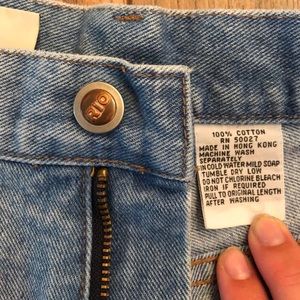 RIO
100% COTTON
RN 50027
MADE IN HONG KONG
MACHINE WASH
SEPARATELY
IN COLD WATER MILD SOAP
TUMBLE DRY LOW
DO NOT CHLORINE BLEACH
IRON IF REQUIRED
PULL TO ORIGINAL LENGTH
AFTER WASHING